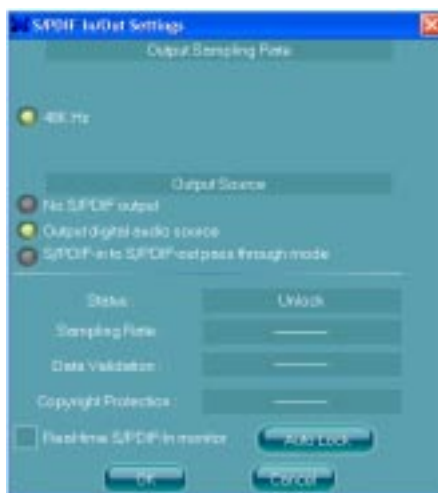 S/PDIF In/Out Settings
Output Sampling Rate
48K Hz
Output Source
No S/PDIF output
Output digital audio source
S/PDIF-in to S/PDIF-out pass through mode
Status : Unlock
Sampling Rate :
Data Validation :
Copyright Protection :
Real-time S/PDIF-In monitor
Auto Lock
OK
Cancel